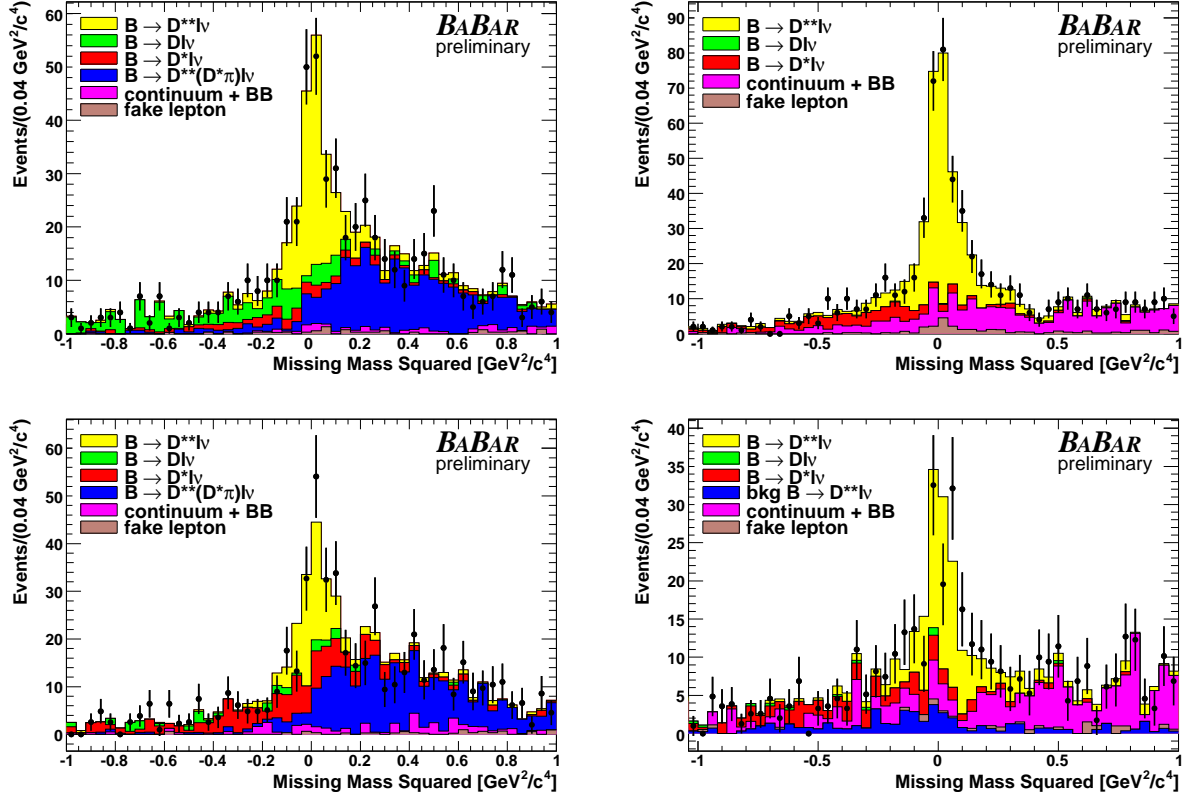 Events/(0.04 GeV²/c⁴)
60
50
40
30
20
10
0
B → D**lν
B → Dlν
B → D*lν
B → D**(D*π)lν
continuum + BB
fake lepton
BABAR
preliminary
-1 -0.8 -0.6 -0.4 -0.2 0 0.2 0.4 0.6 0.8 1
Missing Mass Squared [GeV²/c⁴]
Events/(0.04 GeV²/c⁴)
90
80
70
60
50
40
30
20
10
0
B → D**lν
B → Dlν
B → D*lν
continuum + BB
fake lepton
BABAR
preliminary
-1 -0.5 0 0.5 1
Missing Mass Squared [GeV²/c⁴]
Events/(0.04 GeV²/c⁴)
60
50
40
30
20
10
0
B → D**lν
B → Dlν
B → D*lν
B → D**(D*π)lν
continuum + BB
fake lepton
BABAR
preliminary
-1 -0.8 -0.6 -0.4 -0.2 0 0.2 0.4 0.6 0.8 1
Missing Mass Squared [GeV²/c⁴]
Events/(0.04 GeV²/c⁴)
40
35
30
25
20
15
10
5
0
B → D**lν
B → Dlν
B → D*lν
bkg B → D**lν
continuum + BB
fake lepton
BABAR
preliminary
-1 -0.5 0 0.5 1
Missing Mass Squared [GeV²/c⁴]